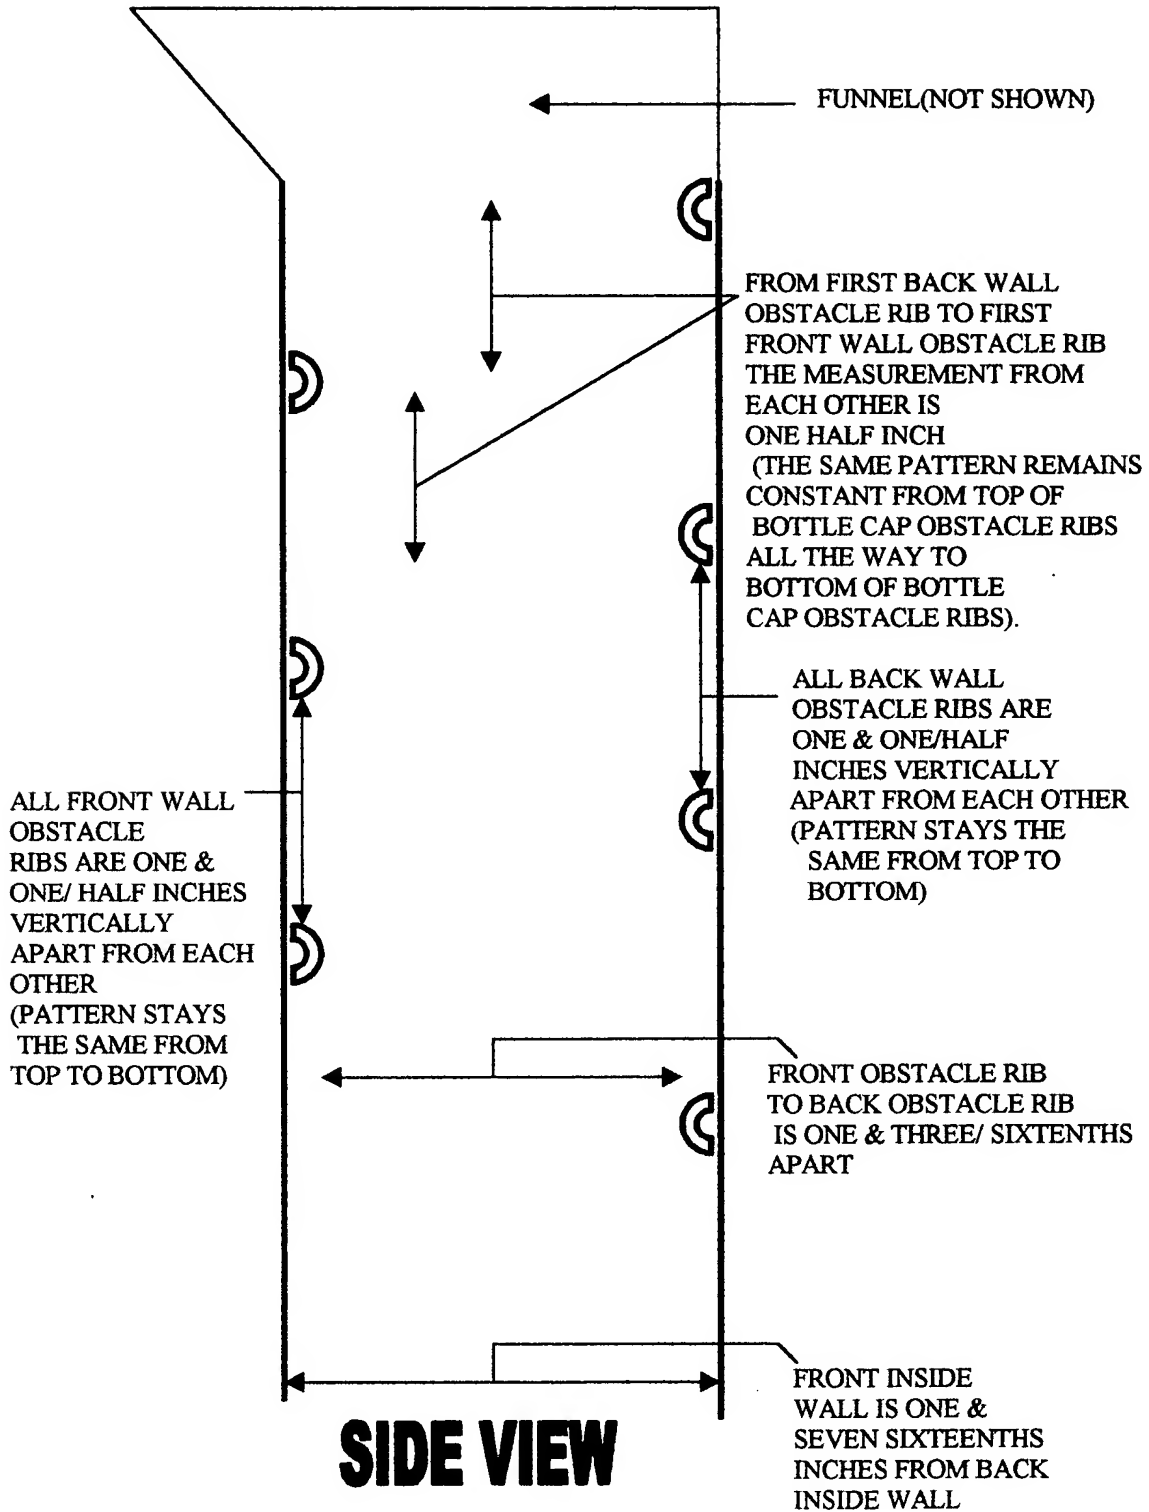 FUNNEL(NOT SHOWN)
FROM FIRST BACK WALL
OBSTACLE RIB TO FIRST
FRONT WALL OBSTACLE RIB
THE MEASUREMENT FROM
EACH OTHER IS
ONE HALF INCH
(THE SAME PATTERN REMAINS
CONSTANT FROM TOP OF
BOTTLE CAP OBSTACLE RIBS
ALL THE WAY TO
BOTTOM OF BOTTLE
CAP OBSTACLE RIBS).
ALL BACK WALL
OBSTACLE RIBS ARE
ONE & ONE/HALF
INCHES VERTICALLY
APART FROM EACH OTHER
(PATTERN STAYS THE
SAME FROM TOP TO
BOTTOM)
ALL FRONT WALL
OBSTACLE
RIBS ARE ONE &
ONE/ HALF INCHES
VERTICALLY
APART FROM EACH
OTHER
(PATTERN STAYS
THE SAME FROM
TOP TO BOTTOM)
FRONT OBSTACLE RIB
TO BACK OBSTACLE RIB
IS ONE & THREE/ SIXTENTHS
APART
FRONT INSIDE
WALL IS ONE &
SEVEN SIXTEENTHS
INCHES FROM BACK
INSIDE WALL
SIDE VIEW